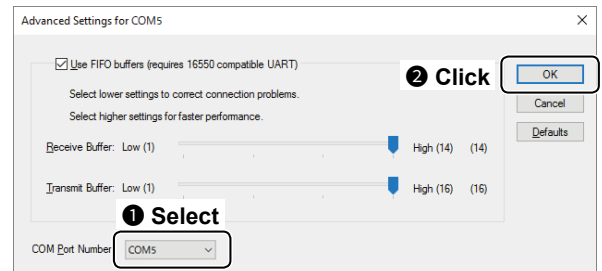 Advanced Settings for COM5
Use FIFO buffers (requires 16550 compatible UART)
❷ Click
OK
Select lower settings to correct connection problems.
Cancel
Select higher settings for faster performance.
Defaults
Receive Buffer: Low (1) High (14) (14)
Transmit Buffer: Low (1) High (16) (16)
❶ Select
COM Port Number: COM5